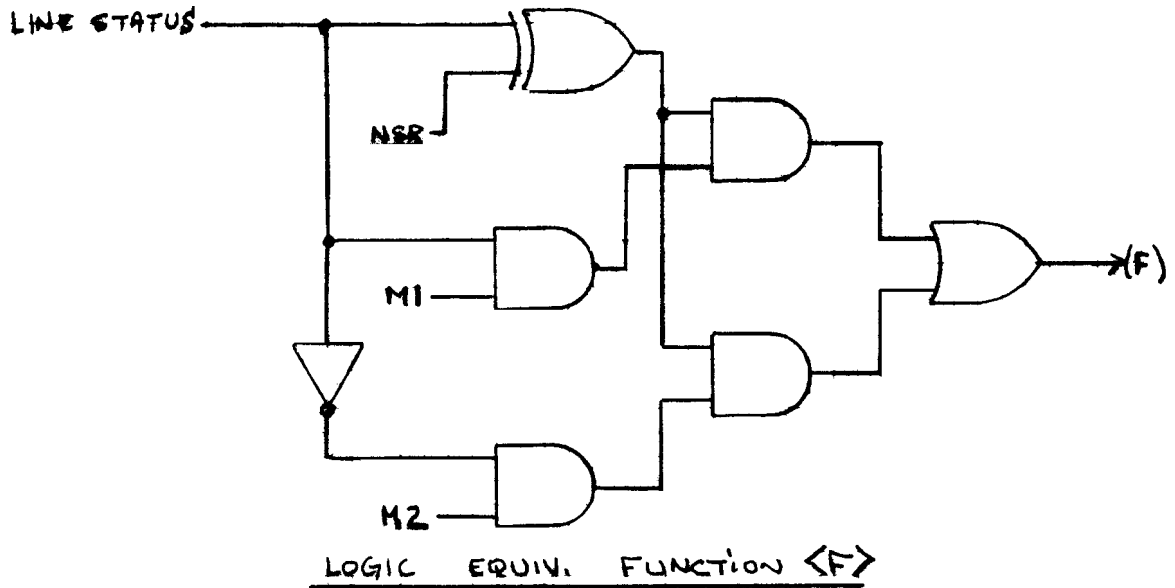 LINE STATUS
NSR
M1
M2
(F)
LOGIC EQUIV. FUNCTION <F>